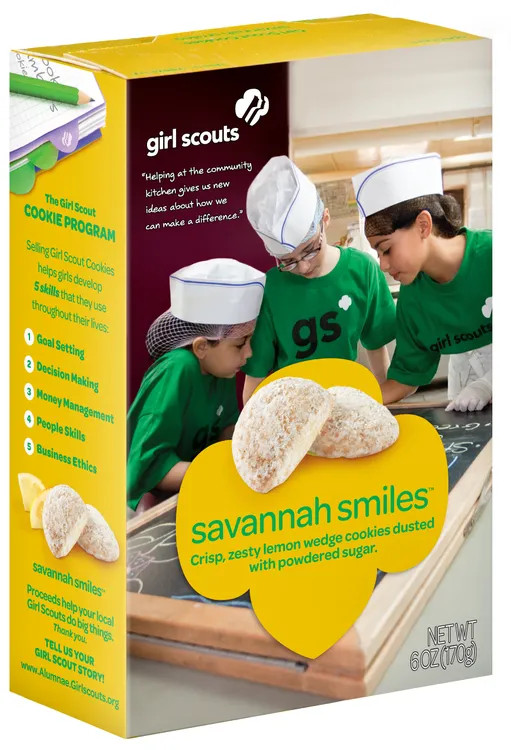 Girl Scout Cookies
The Girl Scout
COOKIE PROGRAM
Selling Girl Scout Cookies
helps girls develop
5 skills that they use
throughout their lives:
1 Goal Setting
2 Decision Making
3 Money Management
4 People Skills
5 Business Ethics
savannah smiles™
Proceeds help your local
Girl Scouts do big things.
Thank you.
TELL US YOUR
GIRL SCOUT STORY!
www.Alumnae.Girlscouts.org
girl scouts
"Helping at the community
kitchen gives us new
ideas about how we
can make a difference."
gs
girl scouts
savannah smiles™
Crisp, zesty lemon wedge cookies dusted
with powdered sugar.
NET WT
6 OZ (170g)